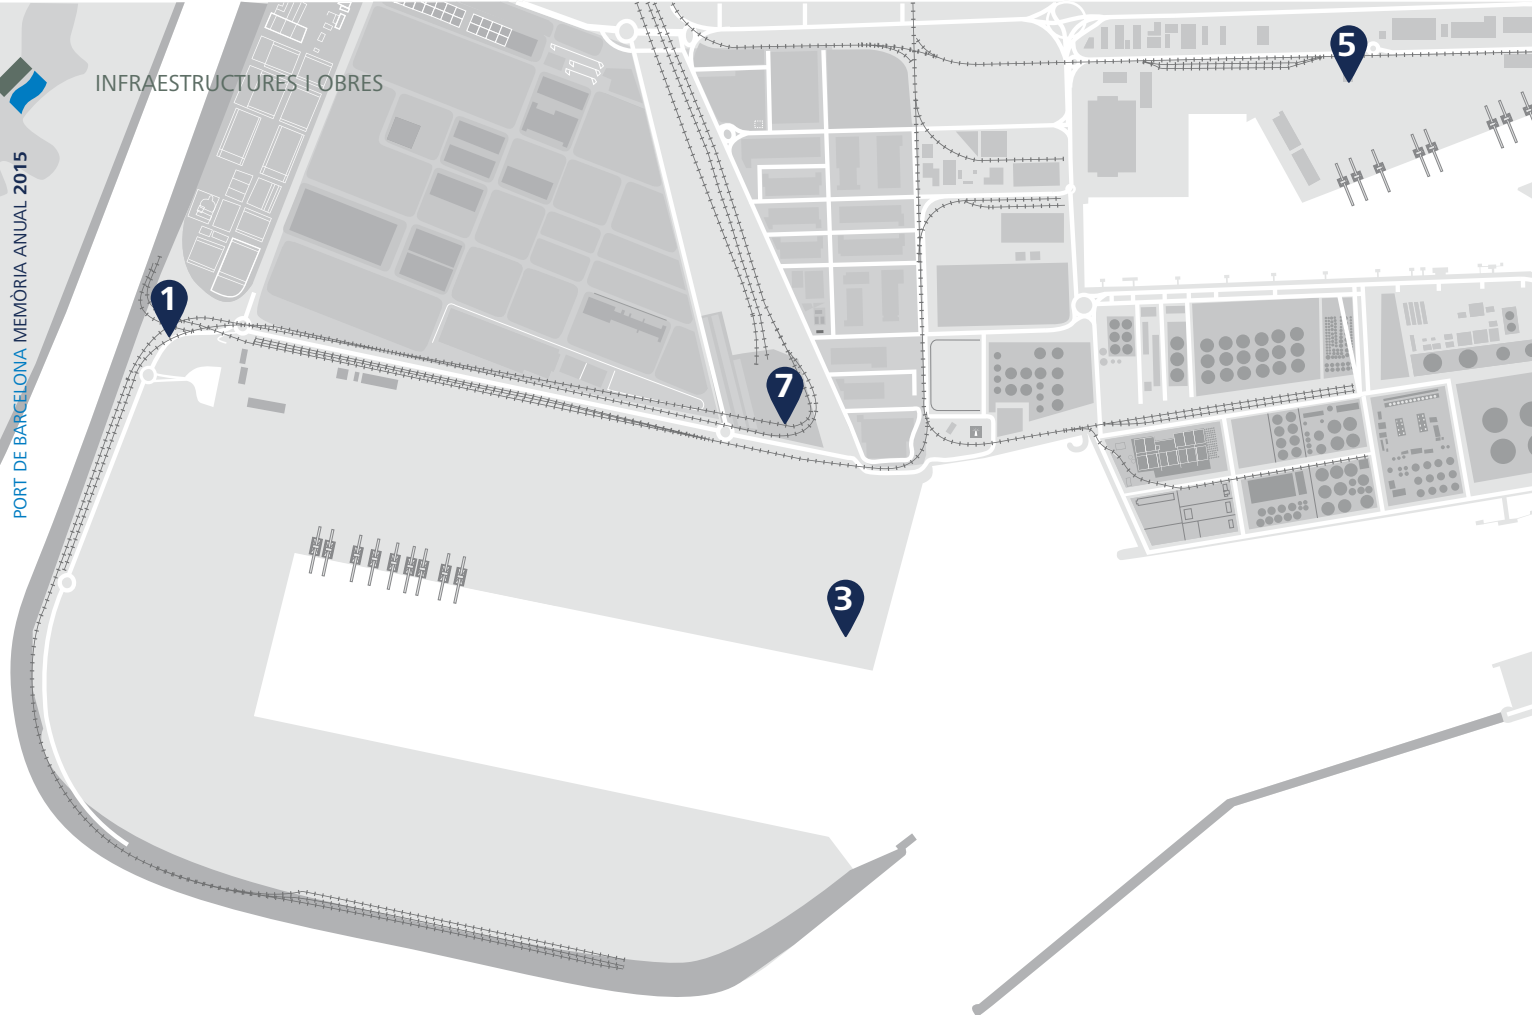 INFRAESTRUCTURES I OBRES
PORT DE BARCELONA MEMÒRIA ANUAL 2015
5
1
7
3